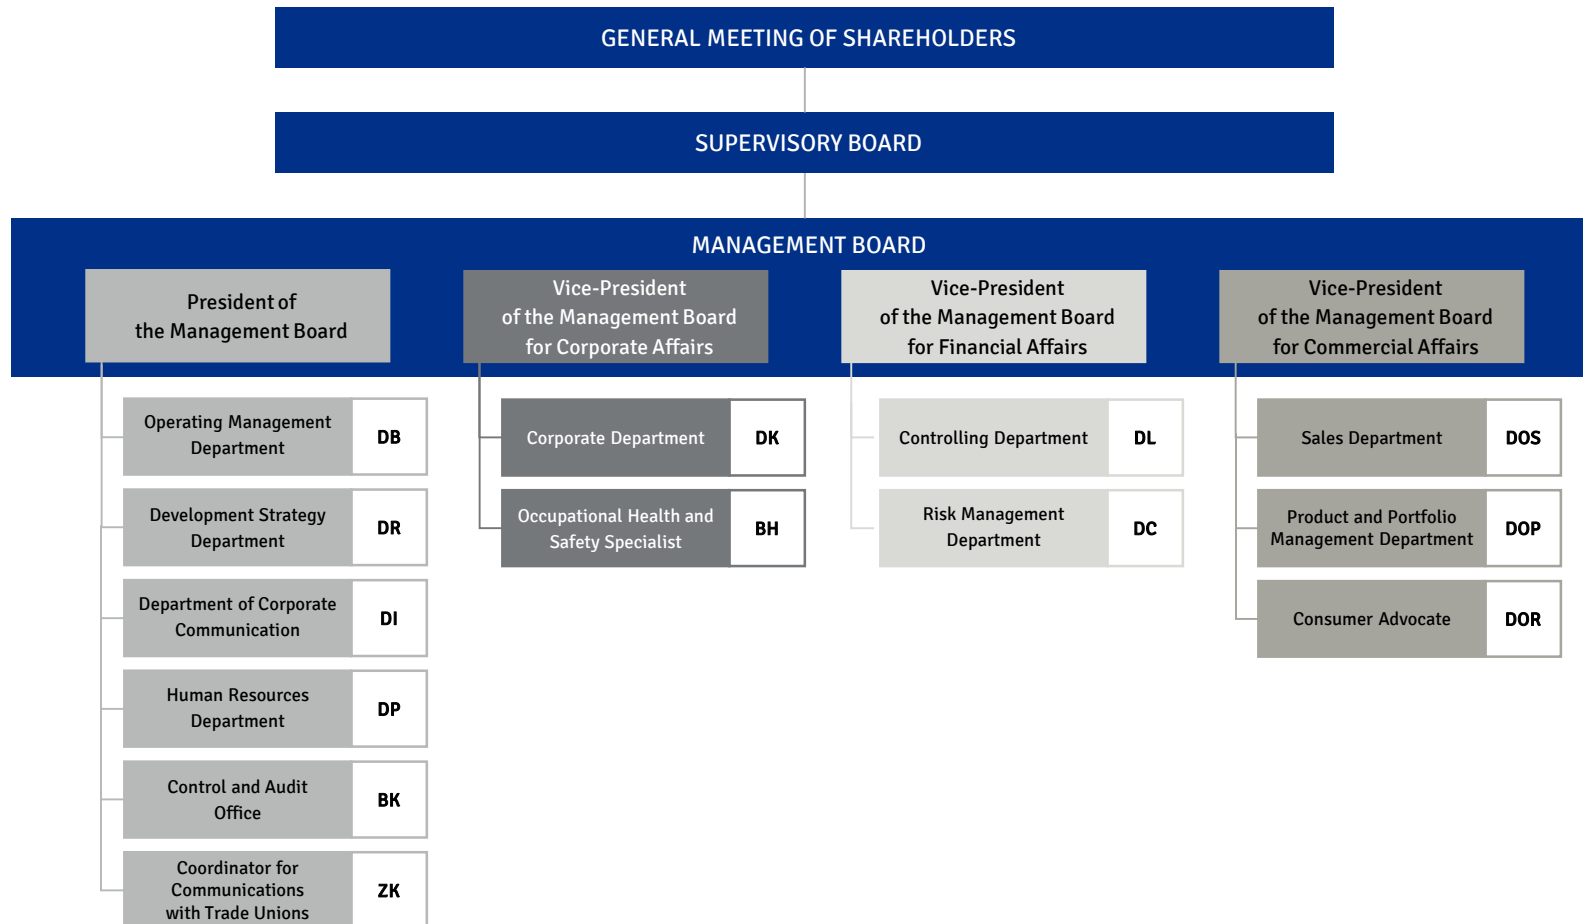 GENERAL MEETING OF SHAREHOLDERS
SUPERVISORY BOARD
MANAGEMENT BOARD
President of
the Management Board
Vice-President
of the Management Board
for Corporate Affairs
Vice-President
of the Management Board
for Financial Affairs
Vice-President
of the Management Board
for Commercial Affairs
Operating Management
Department
DB
Development Strategy
Department
DR
Department of Corporate
Communication
DI
Human Resources
Department
DP
Control and Audit
Office
BK
Coordinator for
Communications
with Trade Unions
ZK
Corporate Department
DK
Occupational Health and
Safety Specialist
BH
Controlling Department
DL
Risk Management
Department
DC
Sales Department
DOS
Product and Portfolio
Management Department
DOP
Consumer Advocate
DOR